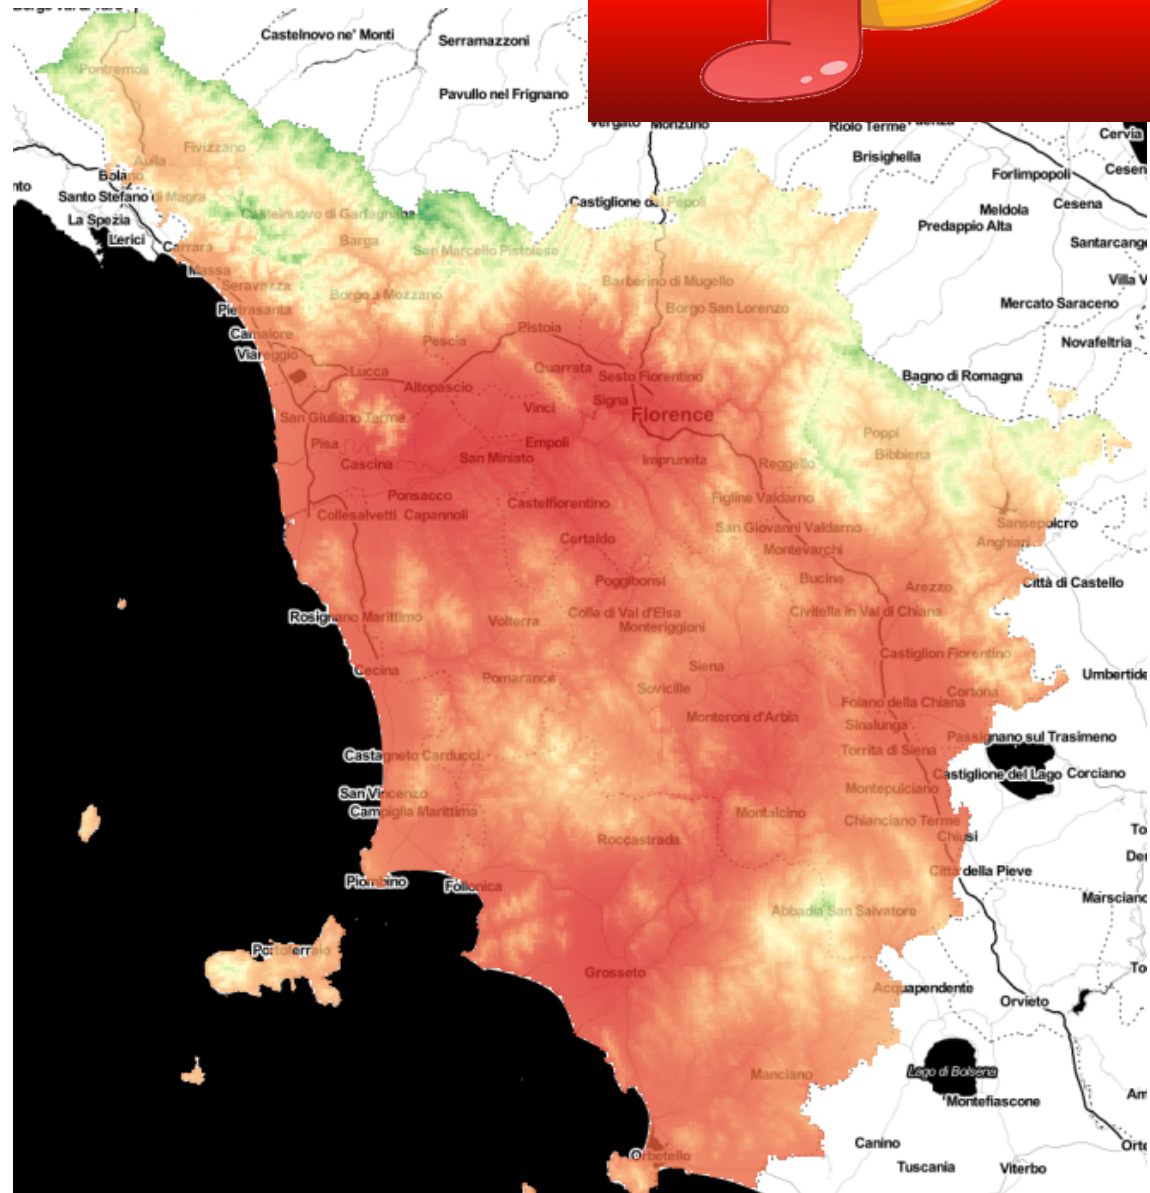 Castelnovo ne' Monti
Serramazzoni
Pontremoli
Pavullo nel Frignano
Vergato
Monzuno
Riolo Terme
Faenza
Cervia
Fivizzano
Aulla
Brisighella
Forlimpopoli
Bolano
Santo Stefano di Magra
Castiglione dei Pepoli
Meldola
Cesena
La Spezia
Castelnuovo di Garfagnana
Predappio Alta
Lerici
Carrara
Barga
San Marcello Pistoiese
Massa
Seravezza
Borgo a Mozzano
Barberino di Mugello
Mercato Saraceno
Pietrasanta
Borgo San Lorenzo
Camaiore
Pistoia
Novafeltria
Viareggio
Pescia
Lucca
Quarrata
Sesto Fiorentino
Bagno di Romagna
Altopascio
Signa
San Giuliano Terme
Vinci
Florence
Pisa
Empoli
Poppi
Cascina
San Miniato
Impruneta
Reggello
Bibbiena
Ponsacco
Castelfiorentino
Figline Valdarno
Collesalvetti
Capannoli
San Giovanni Valdarno
Sansepolcro
Certaldo
Montevarchi
Anghiari
Poggibonsi
Bucine
Arezzo
Città di Castello
Rosignano Marittimo
Volterra
Colle di Val d'Elsa
Civitella in Val di Chiana
Monteriggioni
Castiglion Fiorentino
Cecina
Pomarance
Siena
Sovicille
Cortona
Umbertide
Foiano della Chiana
Monteroni d'Arbia
Sinalunga
Passignano sul Trasimeno
Castagneto Carducci
Torrita di Siena
Castiglione del Lago
Corciano
San Vincenzo
Montepulciano
Campiglia Marittima
Montalcino
Chianciano Terme
Roccastrada
Chiusi
Città della Pieve
Piombino
Follonica
Marsciano
Abbadia San Salvatore
Portoferraio
Grosseto
Acquapendente
Orvieto
Manciano
Lago di Bolsena
Montefiascone
Canino
Orbetello
Tuscania
Viterbo